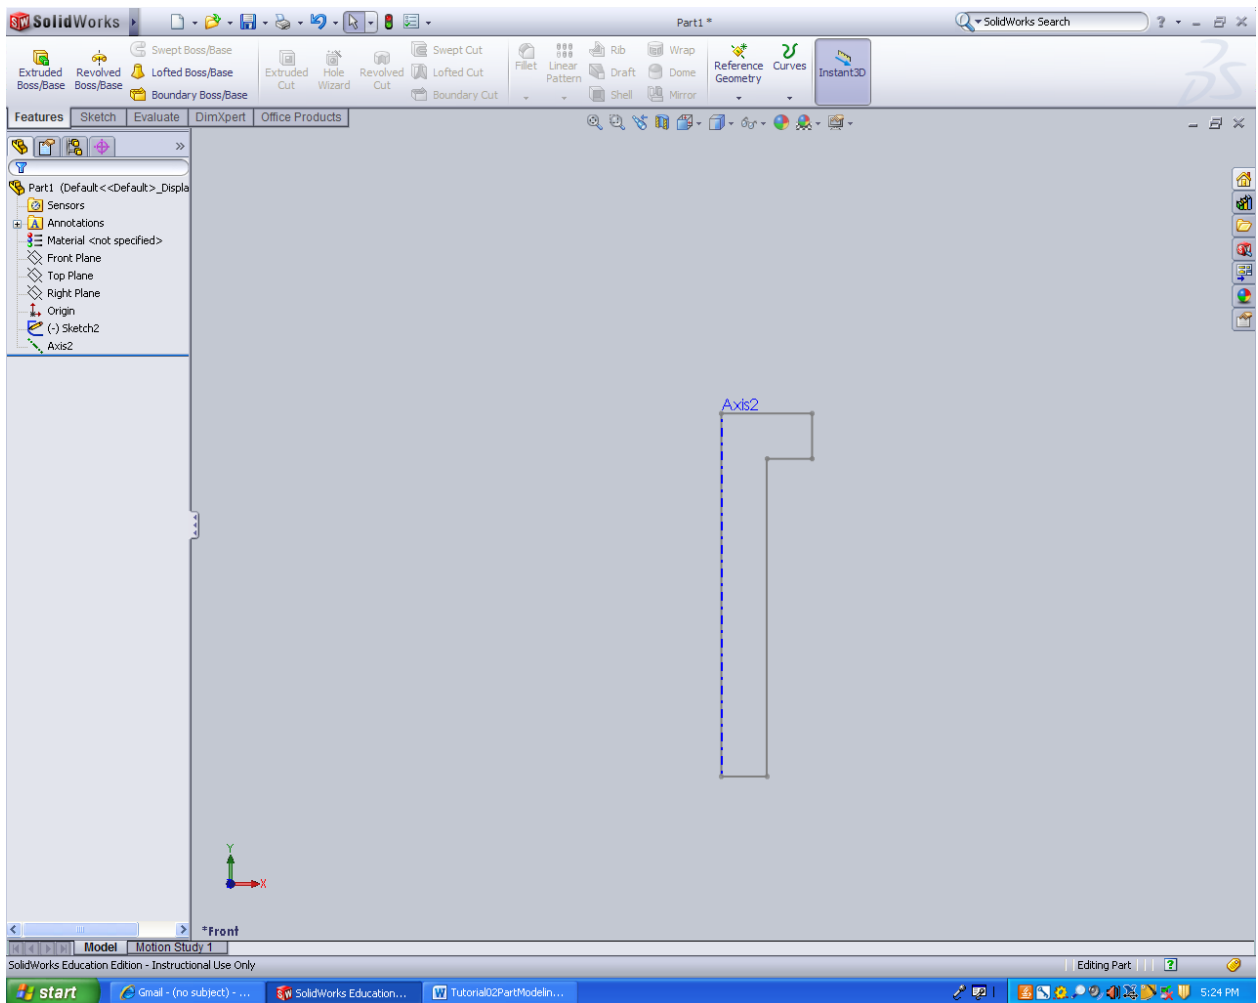 SolidWorks
Part1 *
SolidWorks Search
Extruded Boss/Base
Revolved Boss/Base
Swept Boss/Base
Lofted Boss/Base
Boundary Boss/Base
Extruded Cut
Hole Wizard
Revolved Cut
Swept Cut
Lofted Cut
Boundary Cut
Fillet
Linear Pattern
Rib
Draft
Shell
Wrap
Dome
Mirror
Reference Geometry
Curves
Instant3D
Features Sketch Evaluate DimXpert Office Products
Part1 (Default<<Default>_Displa
Sensors
Annotations
Material <not specified>
Front Plane
Top Plane
Right Plane
Origin
(-) Sketch2
Axis2
Axis2
Y
X
*Front
Model Motion Study 1
SolidWorks Education Edition - Instructional Use Only
Editing Part
start
Gmail - (no subject) - ...
SolidWorks Education...
Tutorial02PartModelin...
5:24 PM